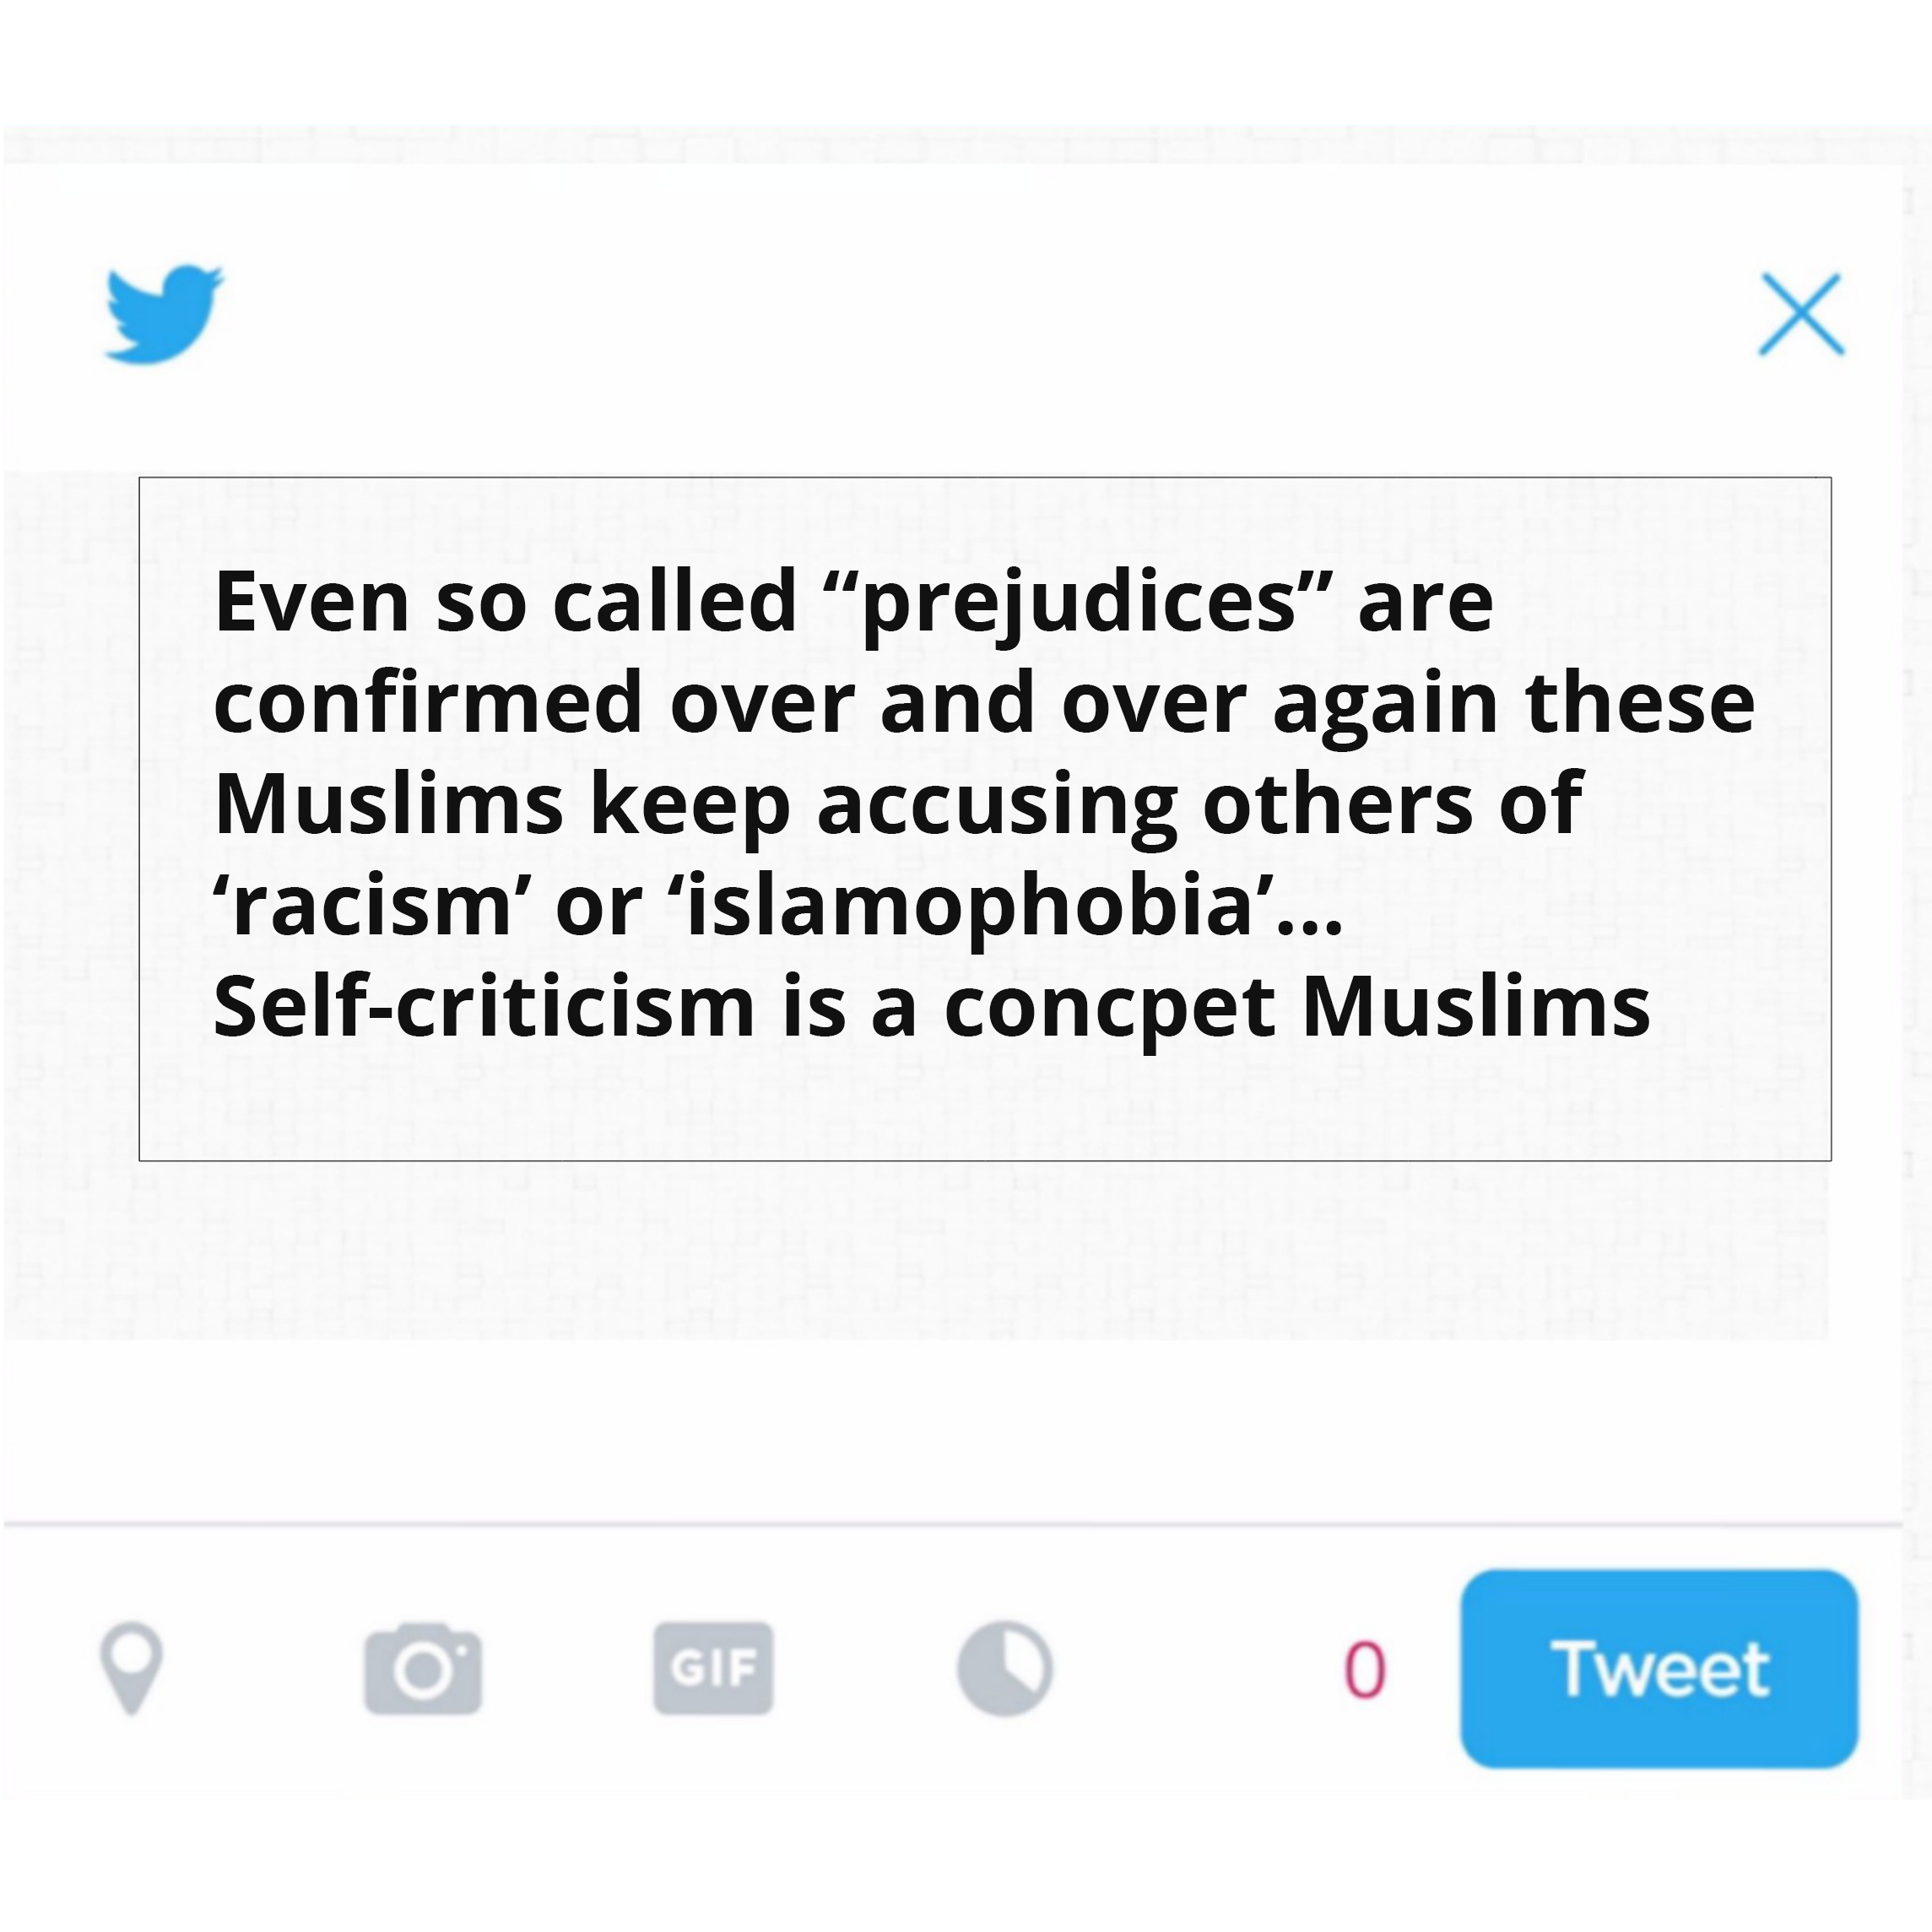 Even so called “prejudices” are
confirmed over and over again these
Muslims keep accusing others of
‘racism’ or ‘islamophobia’...
Self-criticism is a concpet Muslims
GIF
0
Tweet